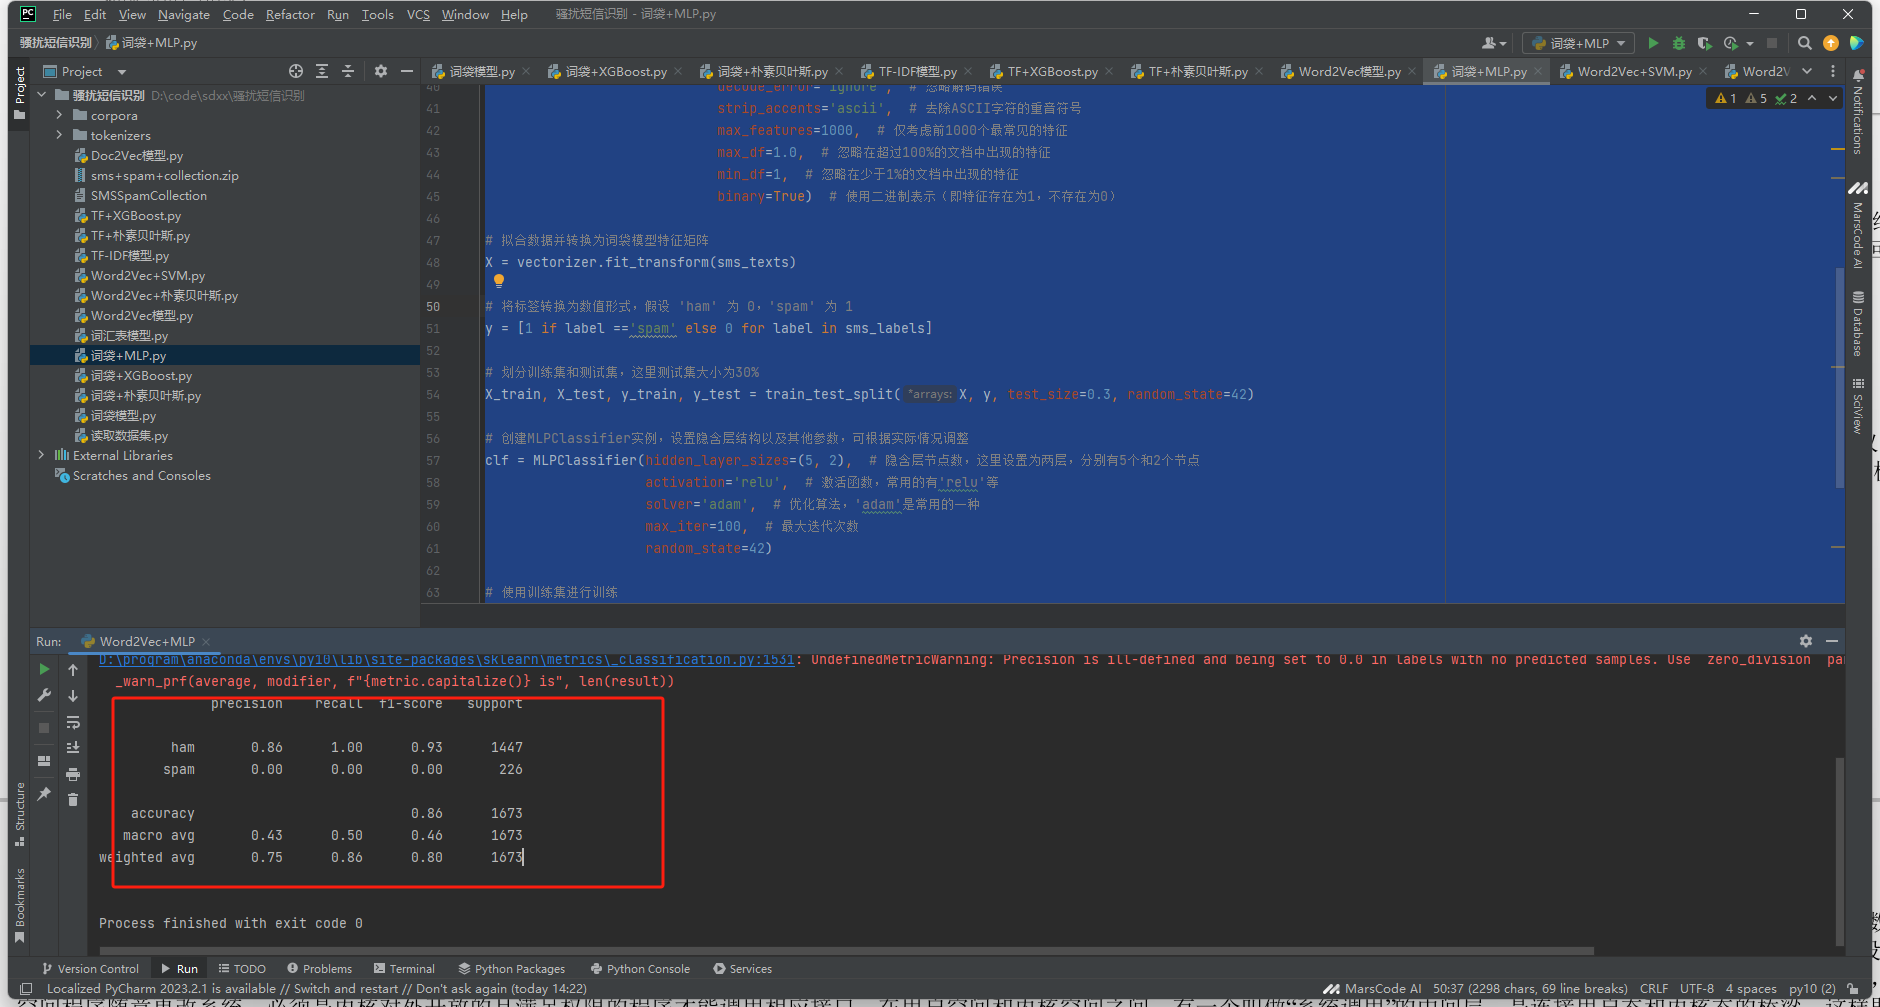 File Edit View Navigate Code Refactor Run Tools VCS Window Help 骚扰短信识别 - 词袋+MLP.py
骚扰短信识别 词袋+MLP.py
词袋+MLP
Project
词袋模型.py 词袋+XGBoost.py 词袋+朴素贝叶斯.py TF-IDF模型.py TF+XGBoost.py TF+朴素贝叶斯.py Word2Vec模型.py 词袋+MLP.py Word2Vec+SVM.py Word2V
Project
骚扰短信识别 D:\code\sdxx\骚扰短信识别
corpora
tokenizers
Doc2Vec模型.py
sms+spam+collection.zip
SMSSpamCollection
TF+XGBoost.py
TF+朴素贝叶斯.py
TF-IDF模型.py
Word2Vec+SVM.py
Word2Vec+朴素贝叶斯.py
Word2Vec模型.py
词汇表模型.py
词袋+MLP.py
词袋+XGBoost.py
词袋+朴素贝叶斯.py
词袋模型.py
读取数据集.py
External Libraries
Scratches and Consoles
1 5 2
40 decode_error='ignore', # 忽略解码错误
41 strip_accents='ascii', # 去除ASCII字符的重音符号
42 max_features=1000, # 仅考虑前1000个最常见的特征
43 max_df=1.0, # 忽略在超过100%的文档中出现的特征
44 min_df=1, # 忽略在少于1%的文档中出现的特征
45 binary=True) # 使用二进制表示（即特征存在为1，不存在为0）
46
47 # 拟合数据并转换为词袋模型特征矩阵
48 X = vectorizer.fit_transform(sms_texts)
49
50 # 将标签转换为数值形式，假设 'ham' 为 0，'spam' 为 1
51 y = [1 if label =='spam' else 0 for label in sms_labels]
52
53 # 划分训练集和测试集，这里测试集大小为30%
54 X_train, X_test, y_train, y_test = train_test_split( *arrays: X, y, test_size=0.3, random_state=42)
55
56 # 创建MLPClassifier实例，设置隐含层结构以及其他参数，可根据实际情况调整
57 clf = MLPClassifier(hidden_layer_sizes=(5, 2), # 隐含层节点数，这里设置为两层，分别有5个和2个节点
58 activation='relu', # 激活函数，常用的有'relu'等
59 solver='adam', # 优化算法，'adam'是常用的一种
60 max_iter=100, # 最大迭代次数
61 random_state=42)
62
63 # 使用训练集进行训练
Notifications
MarsCode AI
Database
SciView
Run: Word2Vec+MLP
D:\program\anaconda\envs\py10\lib\site-packages\sklearn\metrics\_classification.py:1531: UndefinedMetricWarning: Precision is ill-defined and being set to 0.0 in labels with no predicted samples. Use `zero_division` pa
_warn_prf(average, modifier, f"{metric.capitalize()} is", len(result))
precision recall f1-score support
ham 0.86 1.00 0.93 1447
spam 0.00 0.00 0.00 226
accuracy 0.86 1673
macro avg 0.43 0.50 0.46 1673
weighted avg 0.75 0.86 0.80 1673
Process finished with exit code 0
Structure
Bookmarks
Version Control Run TODO Problems Terminal Python Packages Python Console Services
Localized PyCharm 2023.2.1 is available // Switch and restart // Don't ask again (today 14:22) MarsCode AI 50:37 (2298 chars, 69 line breaks) CRLF UTF-8 4 spaces py10 (2)